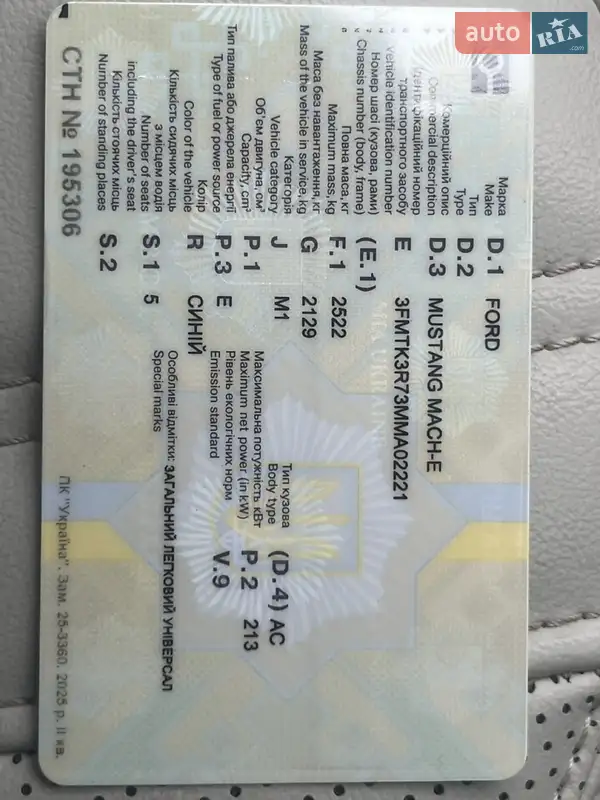 auto
RIA
.com
Марка
Make
D.1 FORD
Тип
Type
D.2
Комерційний опис
Commercial description
D.3 MUSTANG MACH-E
Ідентифікаційний номер
транспортного засобу
Vehicle identification number
E 3FMTK3R73MMA02221
Номер шасі (кузова, рами)
Chassis number (body, frame)
(E.1)
Повна маса, кг
Maximum mass, kg
F.1 2522
Маса без навантаження, кг
Mass of the vehicle in service, kg
G 2129
Категорія
Vehicle category
J M1
Тип кузова
Body type
(D.4) AC
Об'єм двигуна, см³
Capacity, cm³
P.1
Максимальна потужність кВт
Maximum net power (in kW)
P.2 213
Тип палива або джерела енергії
Type of fuel or power source
P.3 E
Рівень екологічних норм
Emission standard
V.9
Колір
Color of the vehicle
R СИНІЙ
Кількість сидячих місць
з місцем водія
Number of seats
including the driver's seat
S.1 5
Особливі відмітки: ЗАГАЛЬНИЙ ЛЕГКОВИЙ УНІВЕРСАЛ
Special marks
Кількість стоячих місць
Number of standing places
S.2
СТН № 195306
ПК "Україна". Зам. 25-3360. 2025 р. II кв.